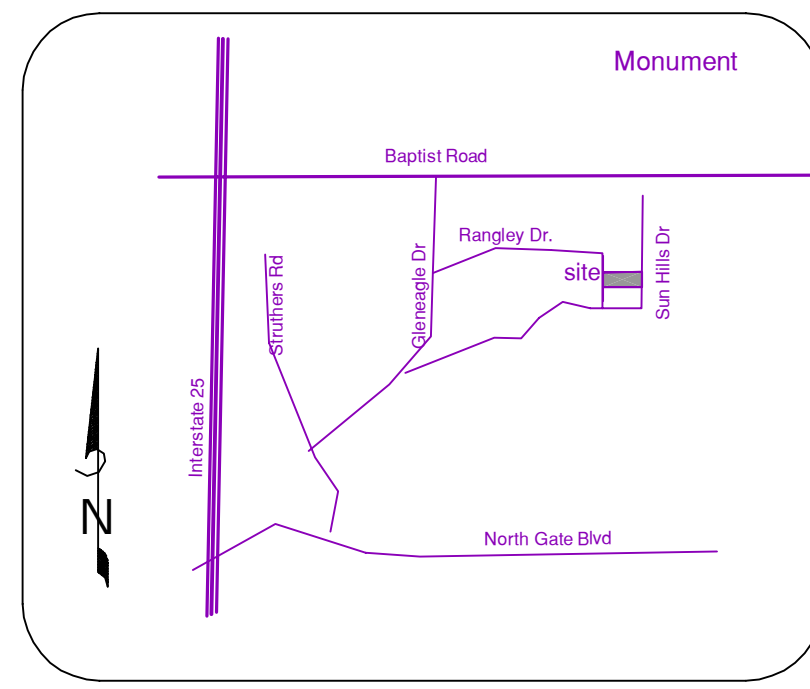 Monument
Baptist Road
Rangley Dr.
site
Sun Hills Dr
Gleneagle Dr
Struthers Rd
Interstate 25
N
North Gate Blvd